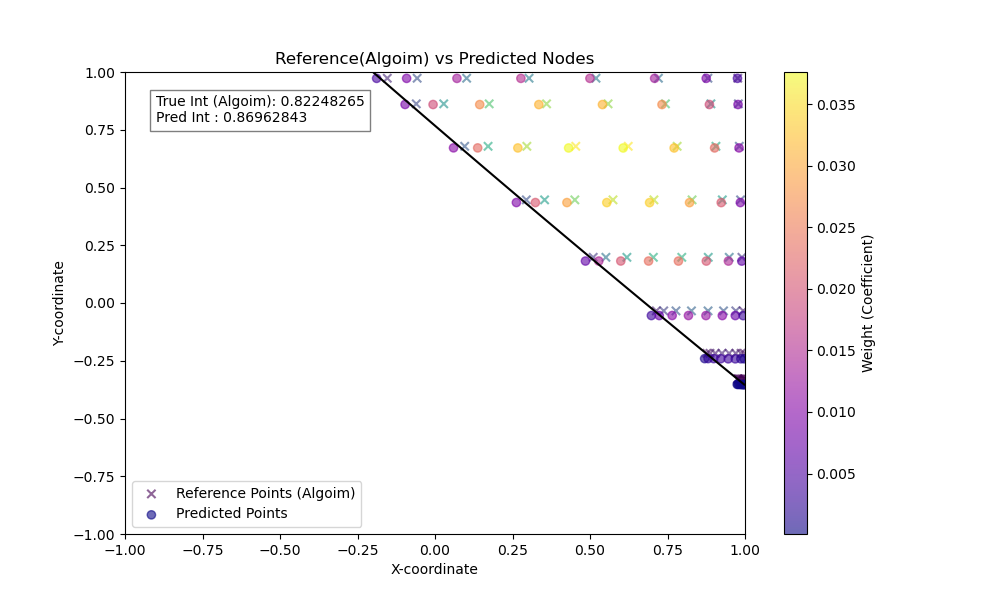 Reference(Algoim) vs Predicted Nodes
True Int (Algoim): 0.82248265
Pred Int : 0.86962843
1.00
0.75
0.50
0.25
0.00
−0.25
−0.50
−0.75
−1.00
Y-coordinate
Reference Points (Algoim)
Predicted Points
−1.00 −0.75 −0.50 −0.25 0.00 0.25 0.50 0.75 1.00
X-coordinate
0.035
0.030
0.025
0.020
0.015
0.010
0.005
Weight (Coefficient)